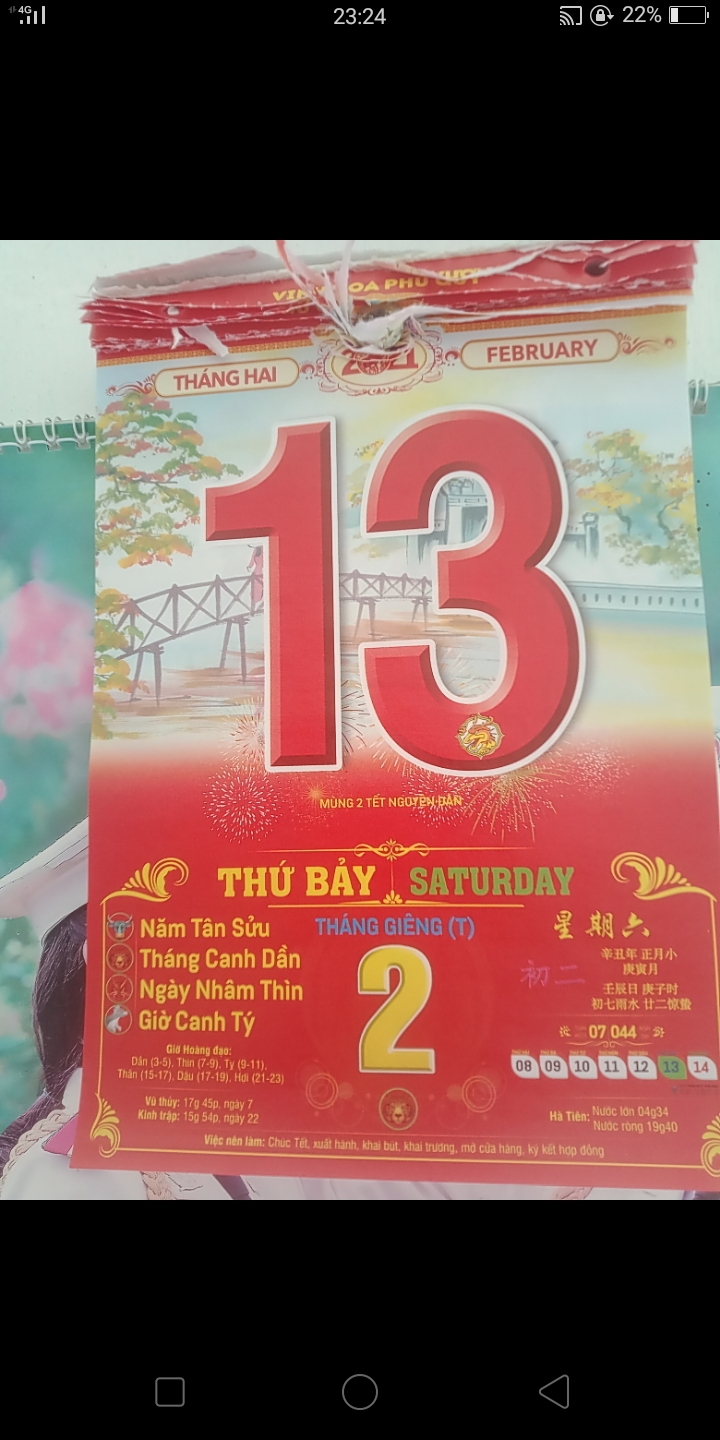 4G
23:24
22%
PHÚ QUÝ
THÁNG HAI
2021
FEBRUARY
13
MÙNG 2 TẾT NGUYÊN ĐÁN
THỨ BẢY
SATURDAY
Năm Tân Sửu
Tháng Canh Dần
Ngày Nhâm Thìn
Giờ Canh Tý
THÁNG GIÊNG (T)
2
星期六
辛丑年 正月小
庚寅月
初二
壬辰日 庚子时
初七雨水 廿二惊蛰
07 044
08 09 10 11 12 13 14
Giờ Hoàng đạo:
Dần (3-5), Thìn (7-9), Tỵ (9-11),
Thân (15-17), Dậu (17-19), Hợi (21-23)
Vũ thủy: 17g 45p, ngày 7
Kinh trập: 15g 54p, ngày 22
Hà Tiên: Nước lớn 04g34
Nước ròng 19g40
Việc nên làm: Chúc Tết, xuất hành, khai bút, khai trương, mở cửa hàng, ký kết hợp đồng